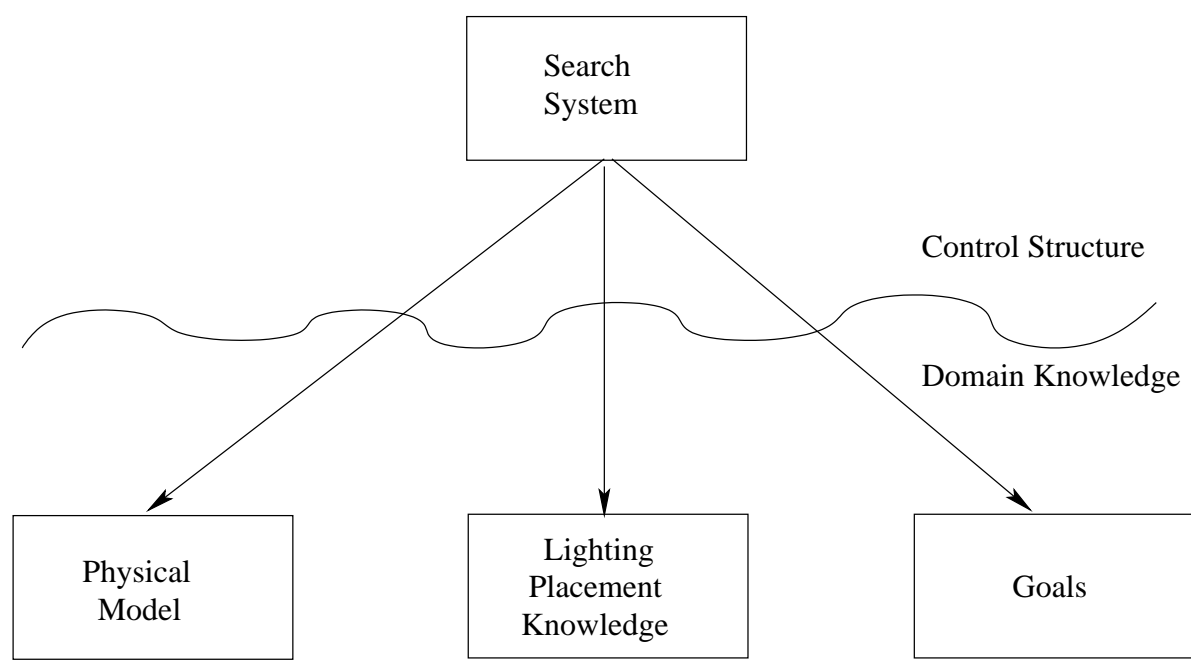 Search
System
Control Structure
Domain Knowledge
Physical
Model
Lighting
Placement
Knowledge
Goals